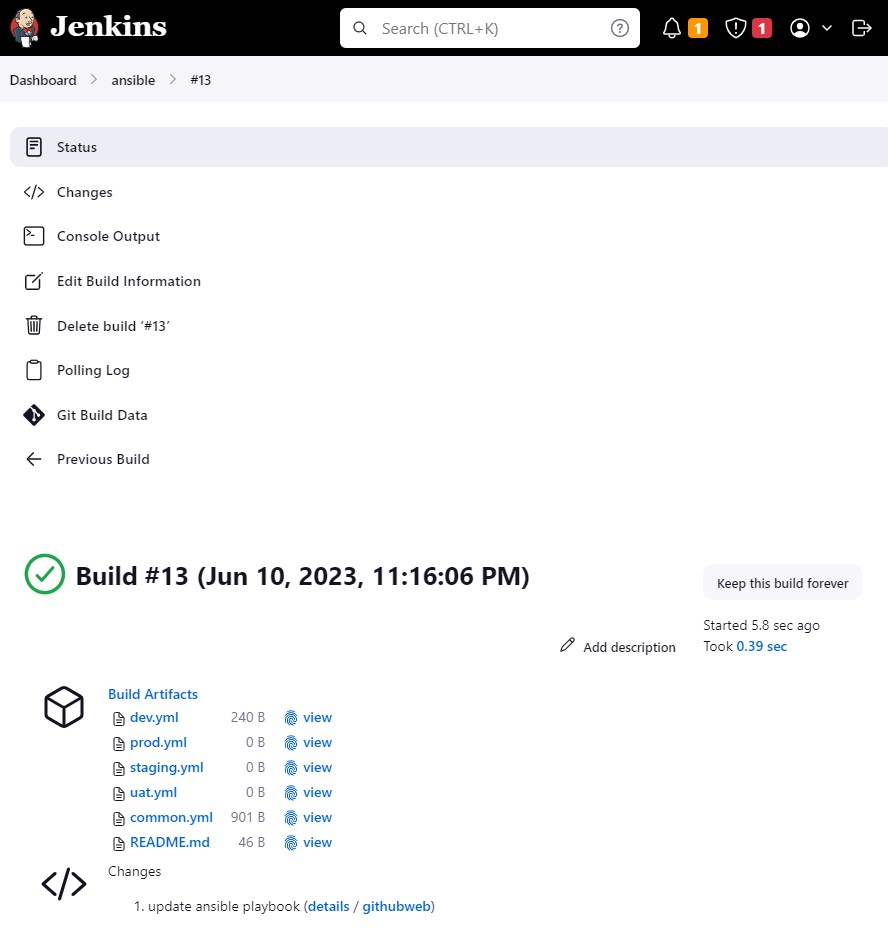 Jenkins
Search (CTRL+K)
1
1
Dashboard > ansible > #13
Status
Changes
Console Output
Edit Build Information
Delete build ‘#13’
Polling Log
Git Build Data
Previous Build
Build #13 (Jun 10, 2023, 11:16:06 PM)
Keep this build forever
Started 5.8 sec ago
Add description
Took 0.39 sec
Build Artifacts
dev.yml 240 B view
prod.yml 0 B view
staging.yml 0 B view
uat.yml 0 B view
common.yml 901 B view
README.md 46 B view
Changes
1. update ansible playbook (details / githubweb)